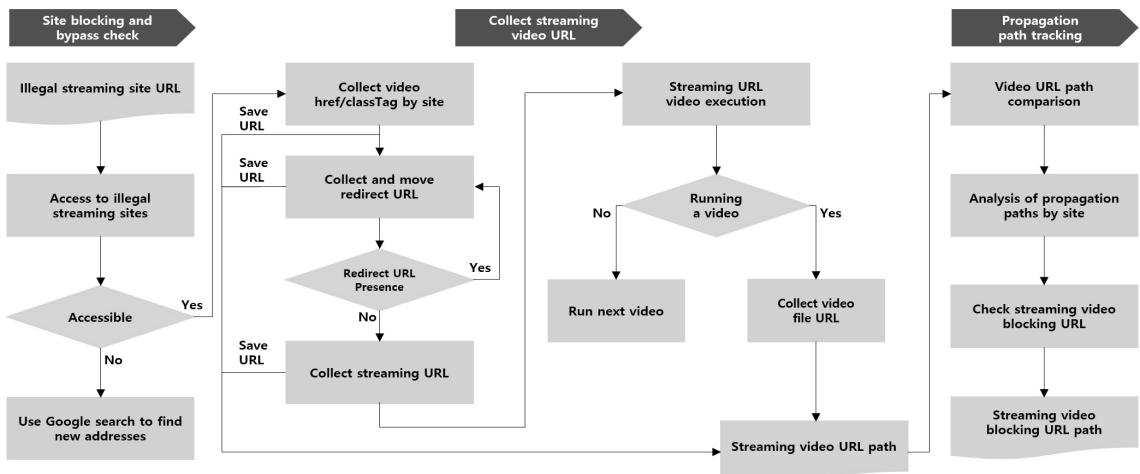 Site blocking and
bypass check
Collect streaming
video URL
Propagation
path tracking
Illegal streaming site URL
Access to illegal
streaming sites
Accessible
Yes
No
Use Google search to find
new addresses
Collect video
href/classTag by site
Save
URL
Save
URL
Collect and move
redirect URL
Redirect URL
Presence
Yes
No
Save
URL
Collect streaming URL
Streaming URL
video execution
Running
a video
No
Yes
Run next video
Collect video
file URL
Streaming video URL path
Video URL path
comparison
Analysis of propagation
paths by site
Check streaming video
blocking URL
Streaming video
blocking URL path